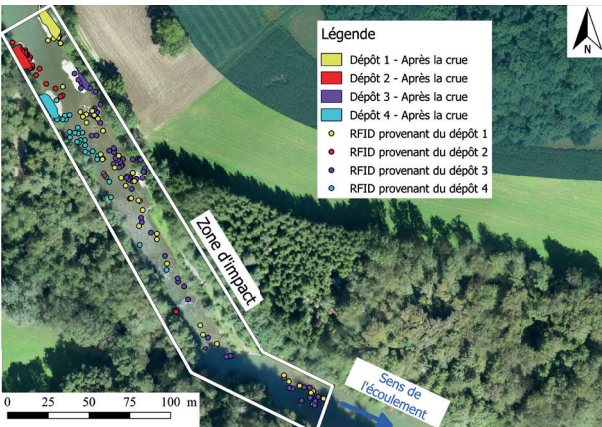 Légende
Dépôt 1 - Après la crue
Dépôt 2 - Après la crue
Dépôt 3 - Après la crue
Dépôt 4 - Après la crue
RFID provenant du dépôt 1
RFID provenant du dépôt 2
RFID provenant du dépôt 3
RFID provenant du dépôt 4
N
Zone d'impact
Sens de
l'écoulement
0 25 50 75 100 m